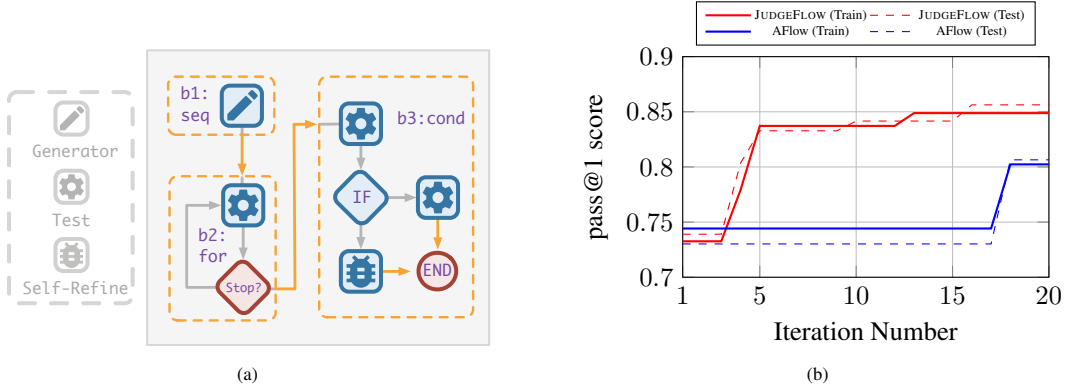 Generator
Test
Self-Refine
b1:
seq
b2:
for
Stop?
b3:cond
IF
END
(a)
JUDGEFLOW (Train)
JUDGEFLOW (Test)
AFlow (Train)
AFlow (Test)
pass@1 score
0.9
0.85
0.8
0.75
0.7
1
5
10
15
20
Iteration Number
(b)